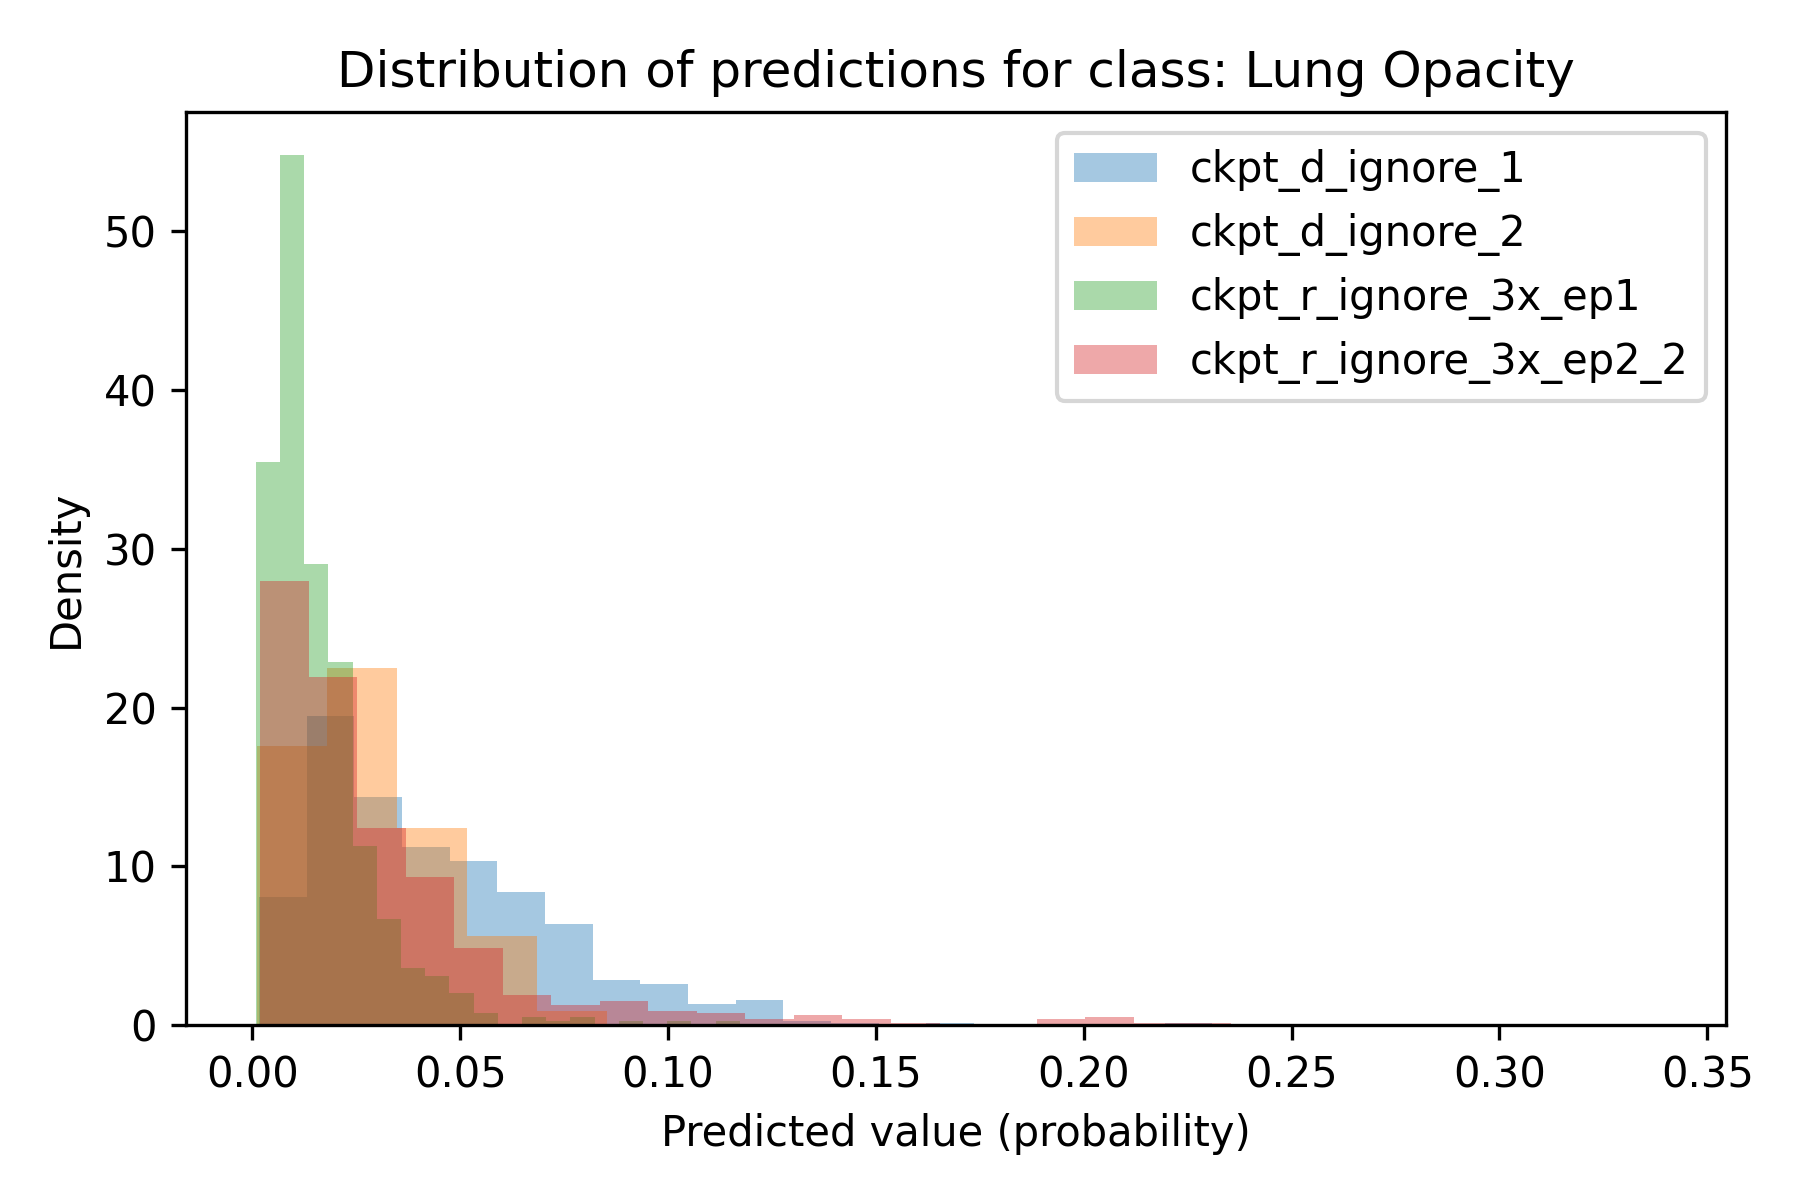 Distribution of predictions for class: Lung Opacity
ckpt_d_ignore_1
ckpt_d_ignore_2
ckpt_r_ignore_3x_ep1
ckpt_r_ignore_3x_ep2_2
Density
50
40
30
20
10
0
0.00 0.05 0.10 0.15 0.20 0.25 0.30 0.35
Predicted value (probability)